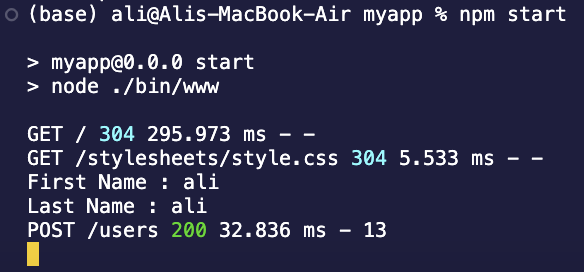 (base) ali@Alis-MacBook-Air myapp % npm start
> myapp@0.0.0 start
> node ./bin/www
GET / 304 295.973 ms - -
GET /stylesheets/style.css 304 5.533 ms - -
First Name : ali
Last Name : ali
POST /users 200 32.836 ms - 13